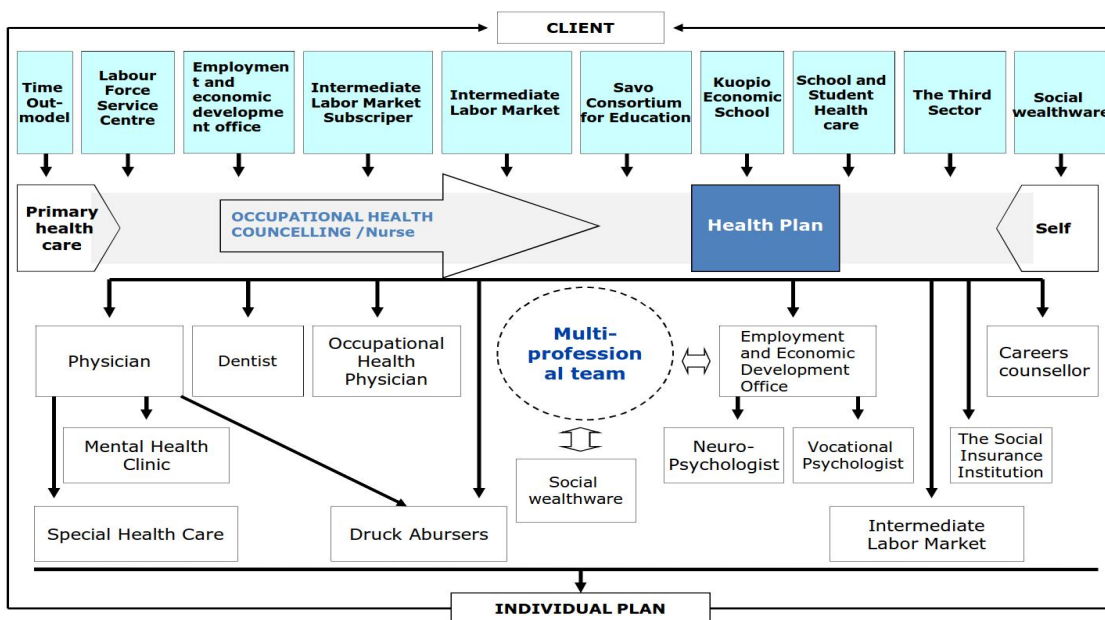 CLIENT
Time
Out-
model
Labour
Force
Service
Centre
Employmen
t and
economic
developme
nt office
Intermediate
Labor Market
Subscriper
Intermediate
Labor Market
Savo
Consortium
for Education
Kuopio
Economic
School
School and
Student
Health
care
The Third
Sector
Social
wealthware
Primary
health
care
OCCUPATIONAL HEALTH
COUNCELLING /Nurse
Health Plan
Self
Physician
Dentist
Occupational
Health
Physician
Multi-
profession
al team
Employment
and Economic
Development
Office
Careers
counsellor
Mental Health
Clinic
Social
wealthware
Neuro-
Psychologist
Vocational
Psychologist
The Social
Insurance
Institution
Special Health Care
Druck Abursers
Intermediate
Labor Market
INDIVIDUAL PLAN